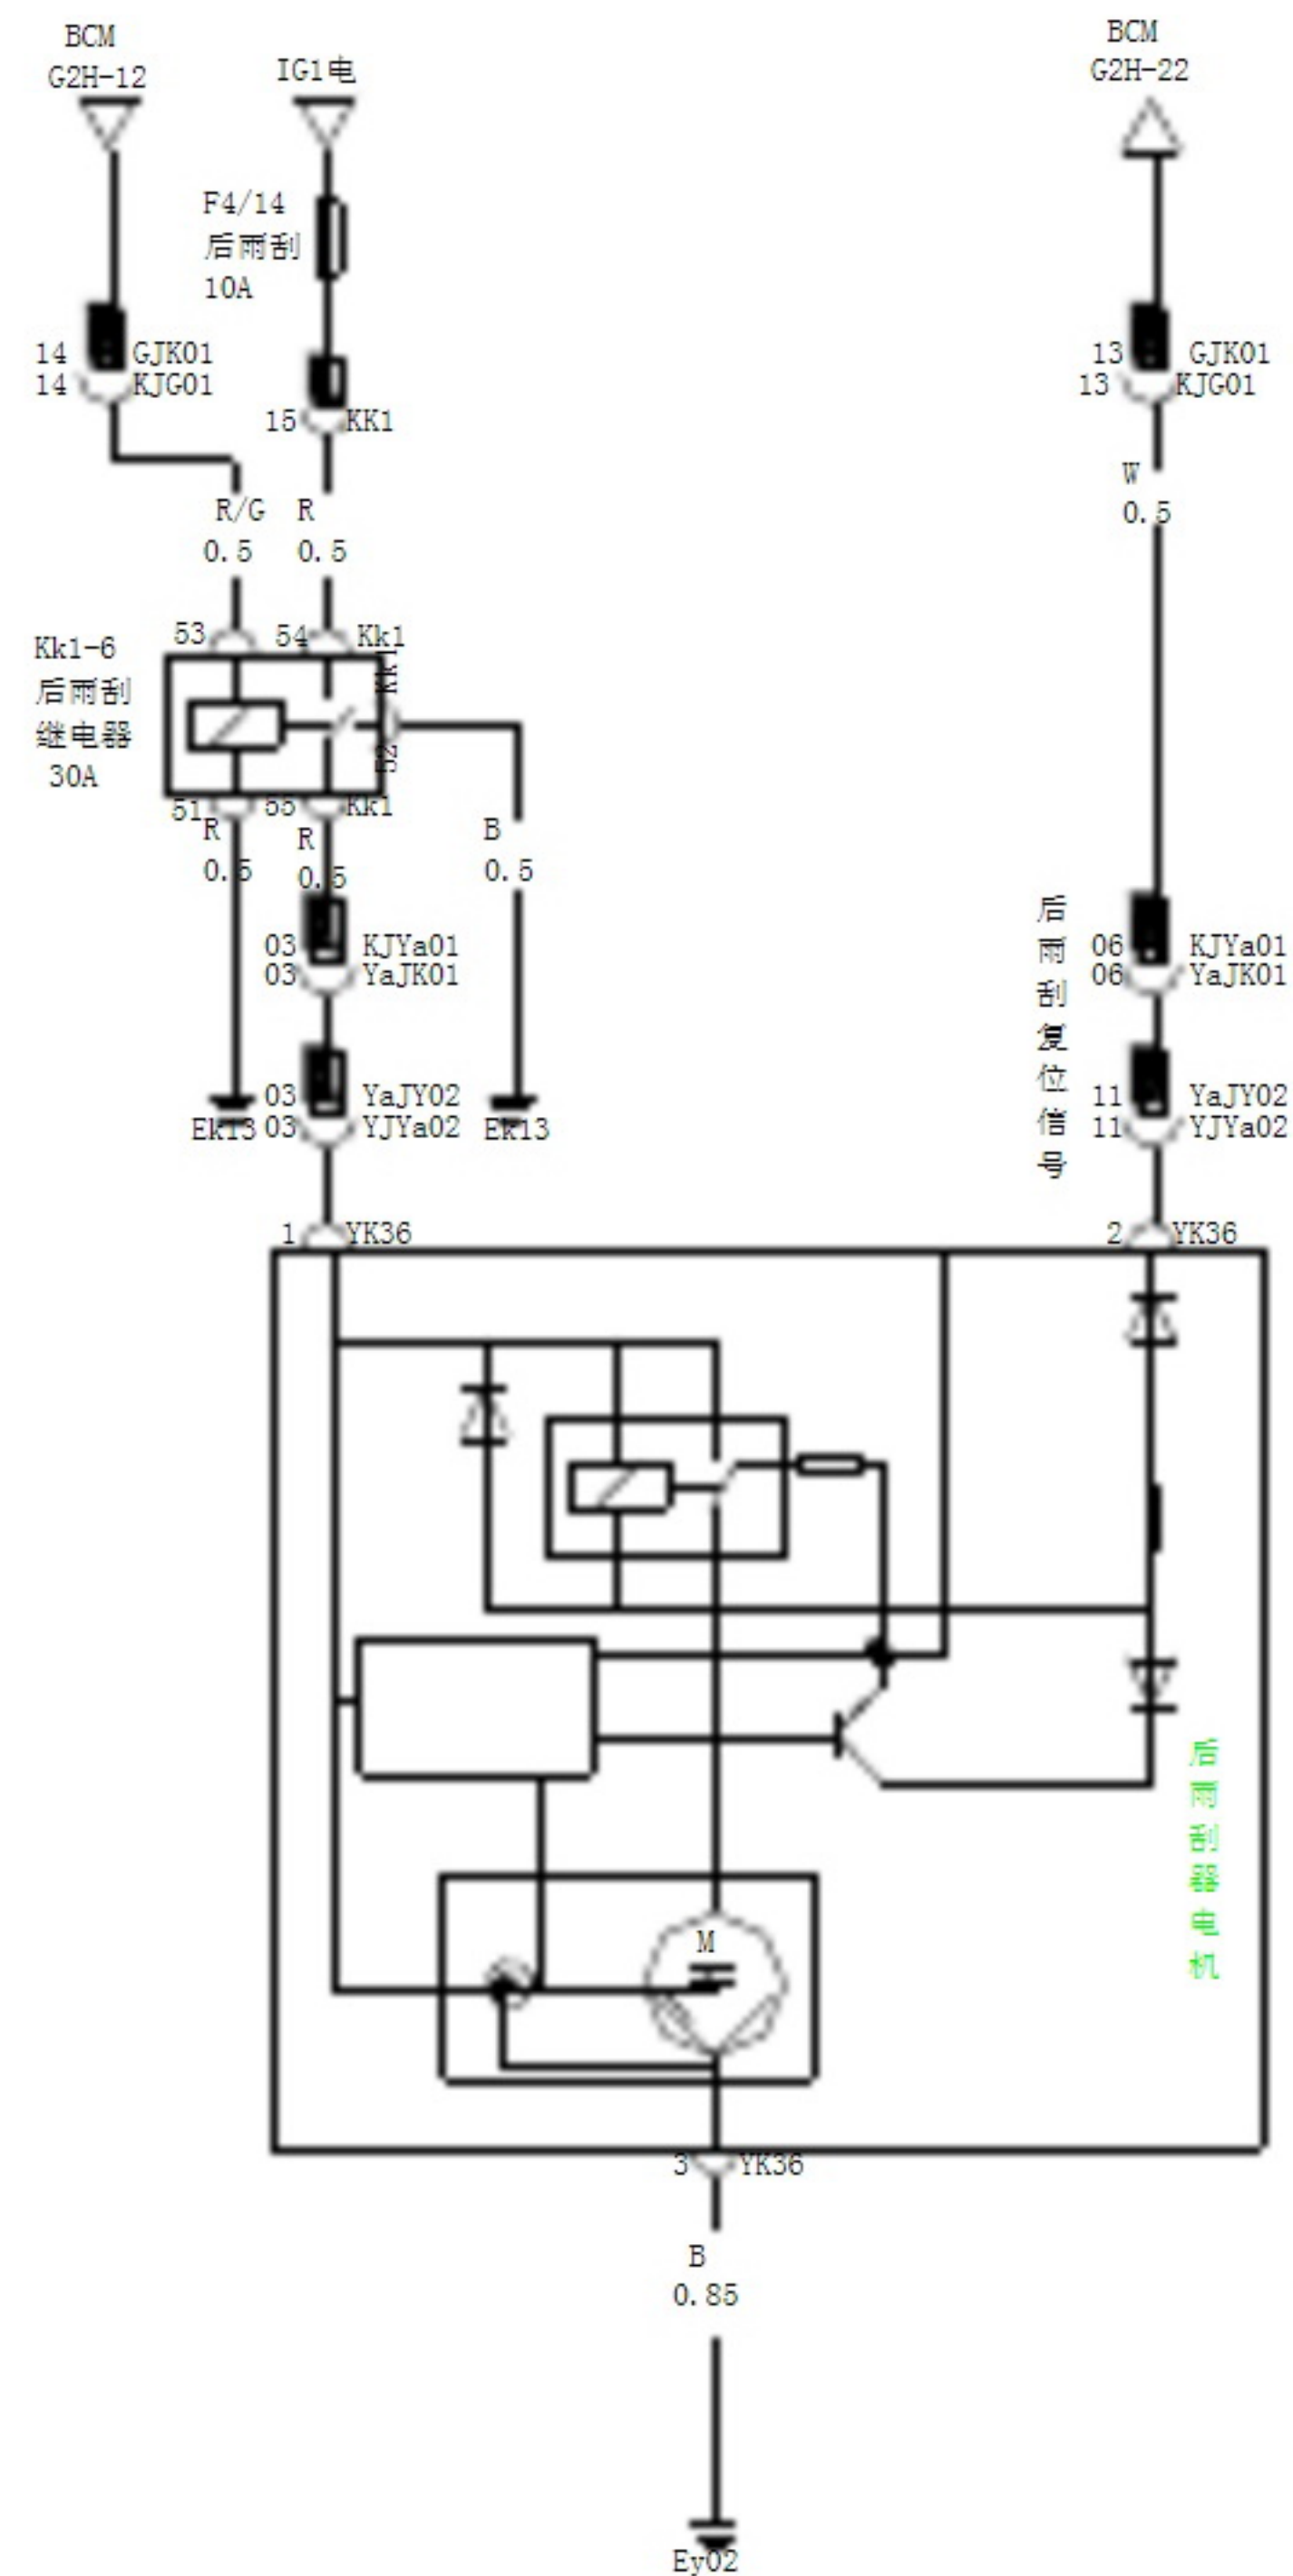 BCM
G2H-12
IG1电
BCM
G2H-22
F4/14
后雨刮
10A
14 GJK01
14 KJG01
15 KK1
13 GJK01
13 KJG01
R/G
0.5
R
0.5
W
0.5
Kk1-6
后雨刮
继电器
30A
53
54 Kk1
52 Kk1
51
55 Kk1
R
0.5
R
0.5
B
0.5
03 KJYa01
03 YaJK01
03 YaJY02
03 YJYa02
Ek13
Ek13
后雨刮复位信号
06 KJYa01
06 YaJK01
11 YaJY02
11 YJYa02
1 YK36
2 YK36
后雨刮器电机
M
3 YK36
B
0.85
Ey02